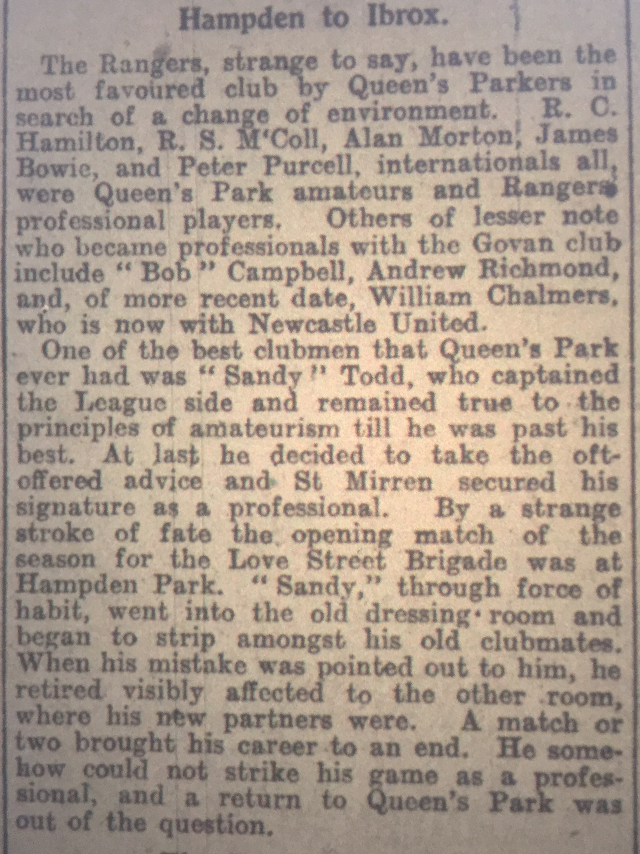 Hampden to Ibrox.
The Rangers, strange to say, have been the
most favoured club by Queen's Parkers in
search of a change of environment. R. C.
Hamilton, R. S. M'Coll, Alan Morton, James
Bowie, and Peter Purcell, internationals all,
were Queen's Park amateurs and Rangers
professional players. Others of lesser note
who became professionals with the Govan club
include "Bob" Campbell, Andrew Richmond,
and, of more recent date, William Chalmers,
who is now with Newcastle United.
One of the best clubmen that Queen's Park
ever had was "Sandy" Todd, who captained
the League side and remained true to the
principles of amateurism till he was past his
best. At last he decided to take the oft-
offered advice and St Mirren secured his
signature as a professional. By a strange
stroke of fate the opening match of the
season for the Love Street Brigade was at
Hampden Park. "Sandy," through force of
habit, went into the old dressing room and
began to strip amongst his old clubmates.
When his mistake was pointed out to him, he
retired visibly affected to the other room,
where his new partners were. A match or
two brought his career to an end. He some-
how could not strike his game as a profes-
sional, and a return to Queen's Park was
out of the question.